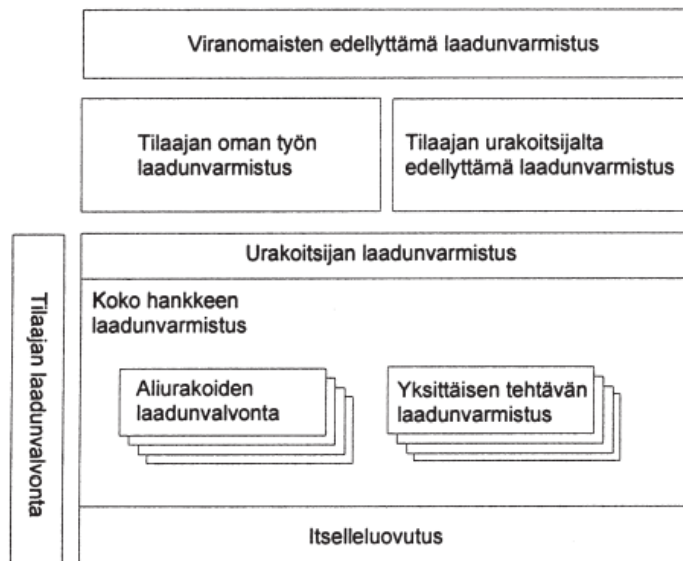 Viranomaisten edellyttämä laadunvarmistus
Tilaajan oman työn
laadunvarmistus
Tilaajan urakoitsijalta
edellyttämä laadunvarmistus
Tilaajan laadunvalvonta
Urakoitsijan laadunvarmistus
Koko hankkeen
laadunvarmistus
Aliurakoiden
laadunvalvonta
Yksittäisen tehtävän
laadunvarmistus
Itselleluovutus